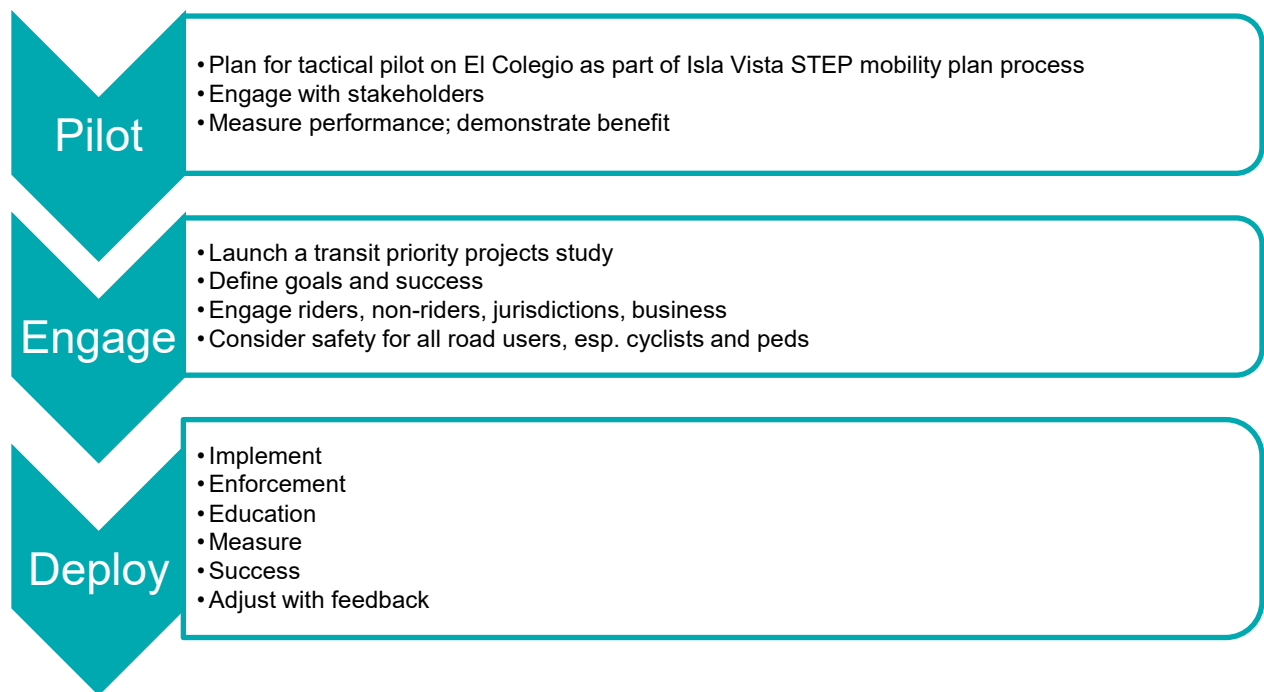 Pilot
•Plan for tactical pilot on El Colegio as part of Isla Vista STEP mobility plan process
•Engage with stakeholders
•Measure performance; demonstrate benefit
Engage
•Launch a transit priority projects study
•Define goals and success
•Engage riders, non-riders, jurisdictions, business
•Consider safety for all road users, esp. cyclists and peds
Deploy
•Implement
•Enforcement
•Education
•Measure
•Success
•Adjust with feedback